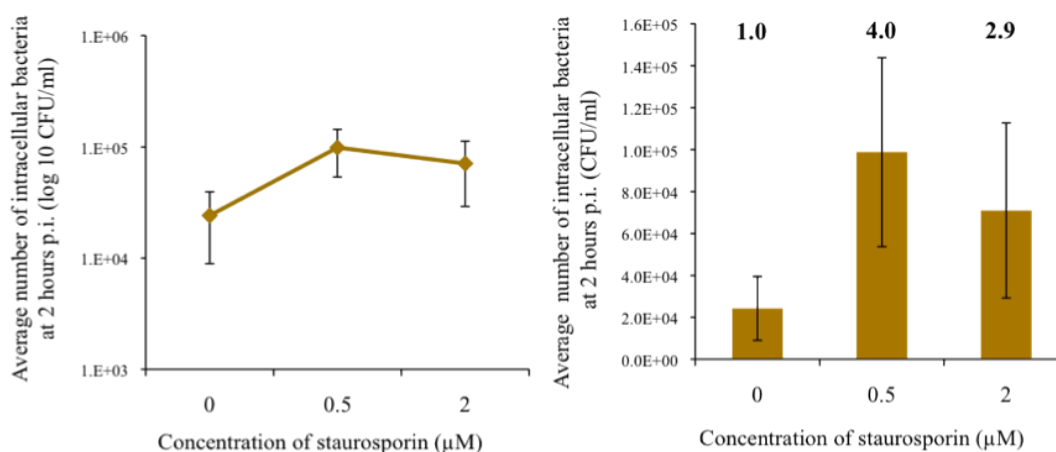 Average number of intracellular bacteria
at 2 hours p.i. (log 10 CFU/ml)
1.E+06
1.E+05
1.E+04
1.E+03
0 0.5 2
Concentration of staurosporin (µM)
Average number of intracellular bacteria
at 2 hours p.i. (CFU/ml)
1.6E+05
1.4E+05
1.2E+05
1.0E+05
8.0E+04
6.0E+04
4.0E+04
2.0E+04
0.0E+00
1.0 4.0 2.9
0 0.5 2
Concentration of staurosporin (µM)